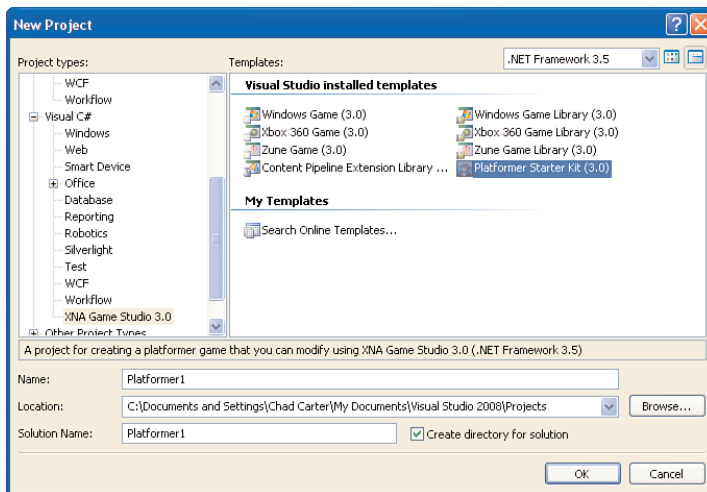 New Project
Project types:
Templates:
.NET Framework 3.5
WCF
Workflow
Visual C#
Windows
Web
Smart Device
Office
Database
Reporting
Robotics
Silverlight
Test
WCF
Workflow
XNA Game Studio 3.0
Other Project Types
Visual Studio installed templates
Windows Game (3.0)
Windows Game Library (3.0)
Xbox 360 Game (3.0)
Xbox 360 Game Library (3.0)
Zune Game (3.0)
Zune Game Library (3.0)
Content Pipeline Extension Library ...
Platformer Starter Kit (3.0)
My Templates
Search Online Templates...
A project for creating a platformer game that you can modify using XNA Game Studio 3.0 (.NET Framework 3.5)
Name:
Platformer1
Location:
C:\Documents and Settings\Chad Carter\My Documents\Visual Studio 2008\Projects
Browse...
Solution Name:
Platformer1
Create directory for solution
OK
Cancel